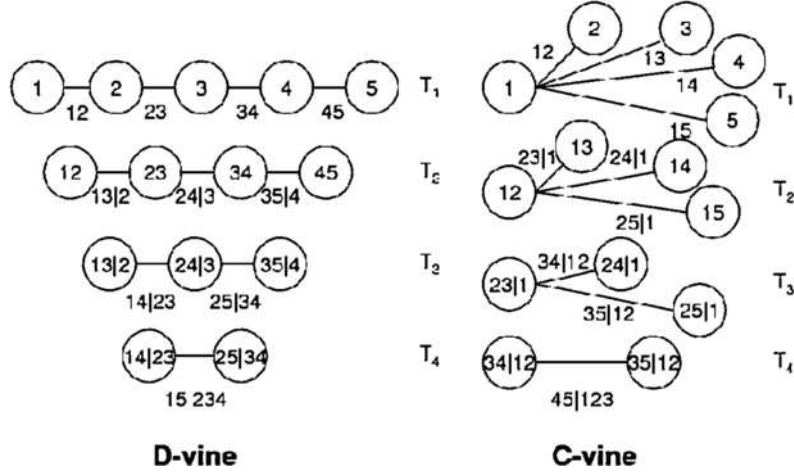 1 2 3 4 5 T1
12 23 34 45
12 23 34 45 T2
13|2 24|3 35|4
13|2 24|3 35|4 T2
14|23 25|34
14|23 25|34 T4
15 234
D-vine
1 2 3 4 5 T1
12 13 14 15
12 13 14 15 T2
23|1 24|1 25|1
23|1 24|1 25|1 T3
34|12 35|12
34|12 35|12 T4
45|123
C-vine